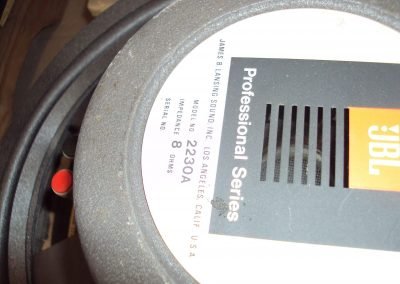 JBL
Professional Series
JAMES B LANSING SOUND INC. LOS ANGELES, CALIF. U.S.A.
MODEL NO. 2230A
IMPEDANCE 8 OHMS
SERIAL NO.